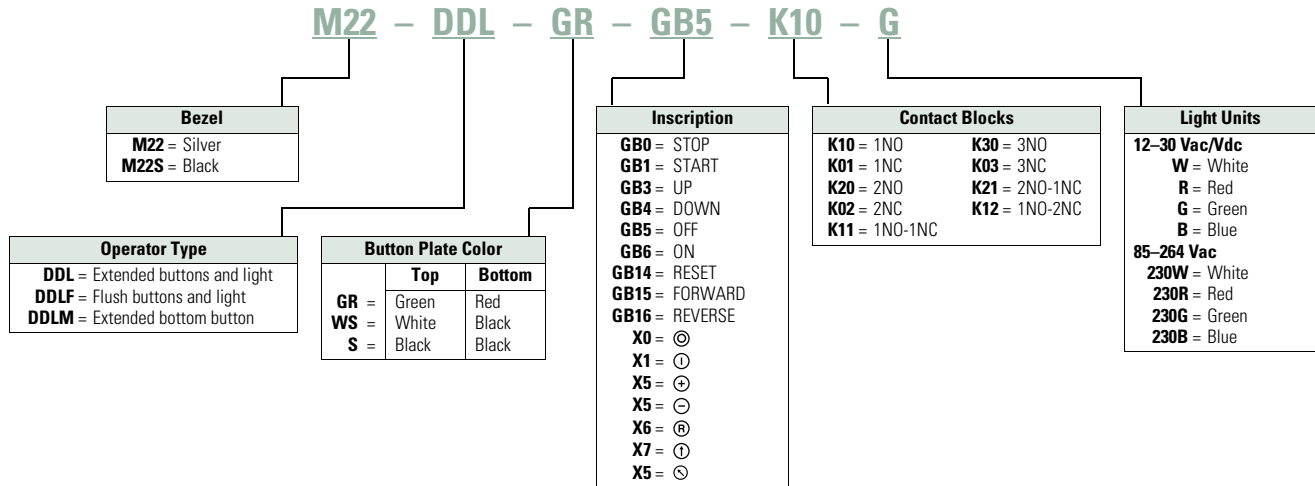 M22 – DDL – GR – GB5 – K10 – G
Bezel
M22 = Silver
M22S = Black
Operator Type
DDL = Extended buttons and light
DDLF = Flush buttons and light
DDLM = Extended bottom button
Button Plate Color
Top Bottom
GR = Green Red
WS = White Black
S = Black Black
Inscription
GB0 = STOP
GB1 = START
GB3 = UP
GB4 = DOWN
GB5 = OFF
GB6 = ON
GB14 = RESET
GB15 = FORWARD
GB16 = REVERSE
X0 = ◎
X1 = Ⓘ
X5 = ⊕
X5 = ⊖
X6 = Ⓡ
X7 = ↑
X5 = ↖
Contact Blocks
K10 = 1NO K30 = 3NO
K01 = 1NC K03 = 3NC
K20 = 2NO K21 = 2NO-1NC
K02 = 2NC K12 = 1NO-2NC
K11 = 1NO-1NC
Light Units
12–30 Vac/Vdc
W = White
R = Red
G = Green
B = Blue
85–264 Vac
230W = White
230R = Red
230G = Green
230B = Blue